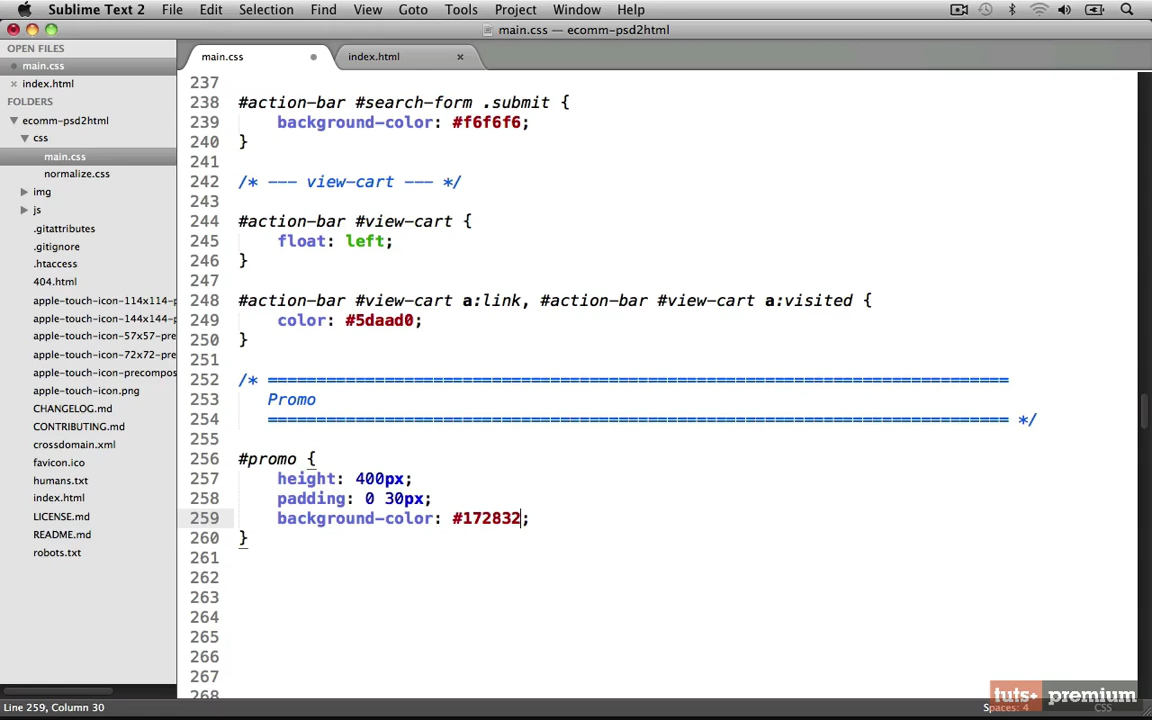 Sublime Text 2 File Edit Selection Find View Goto Tools Project Window Help
main.css — ecomm-psd2html
OPEN FILES
main.css
index.html
FOLDERS
ecomm-psd2html
css
main.css
normalize.css
img
js
.gitattributes
.gitignore
.htaccess
404.html
apple-touch-icon-114x114-p
apple-touch-icon-144x144-p
apple-touch-icon-57x57-pre
apple-touch-icon-72x72-pre
apple-touch-icon-precompos
apple-touch-icon.png
CHANGELOG.md
CONTRIBUTING.md
crossdomain.xml
favicon.ico
humans.txt
index.html
LICENSE.md
README.md
robots.txt
main.css index.html
237
238 #action-bar #search-form .submit {
239 background-color: #f6f6f6;
240 }
241
242 /* --- view-cart --- */
243
244 #action-bar #view-cart {
245 float: left;
246 }
247
248 #action-bar #view-cart a:link, #action-bar #view-cart a:visited {
249 color: #5daad0;
250 }
251
252 /* ============================================================================
253 Promo
254 ============================================================================ */
255
256 #promo {
257 height: 400px;
258 padding: 0 30px;
259 background-color: #172832;
260 }
261
262
263
264
265
266
267
268
tuts+ premium
Line 259, Column 30 Spaces: 4 CSS